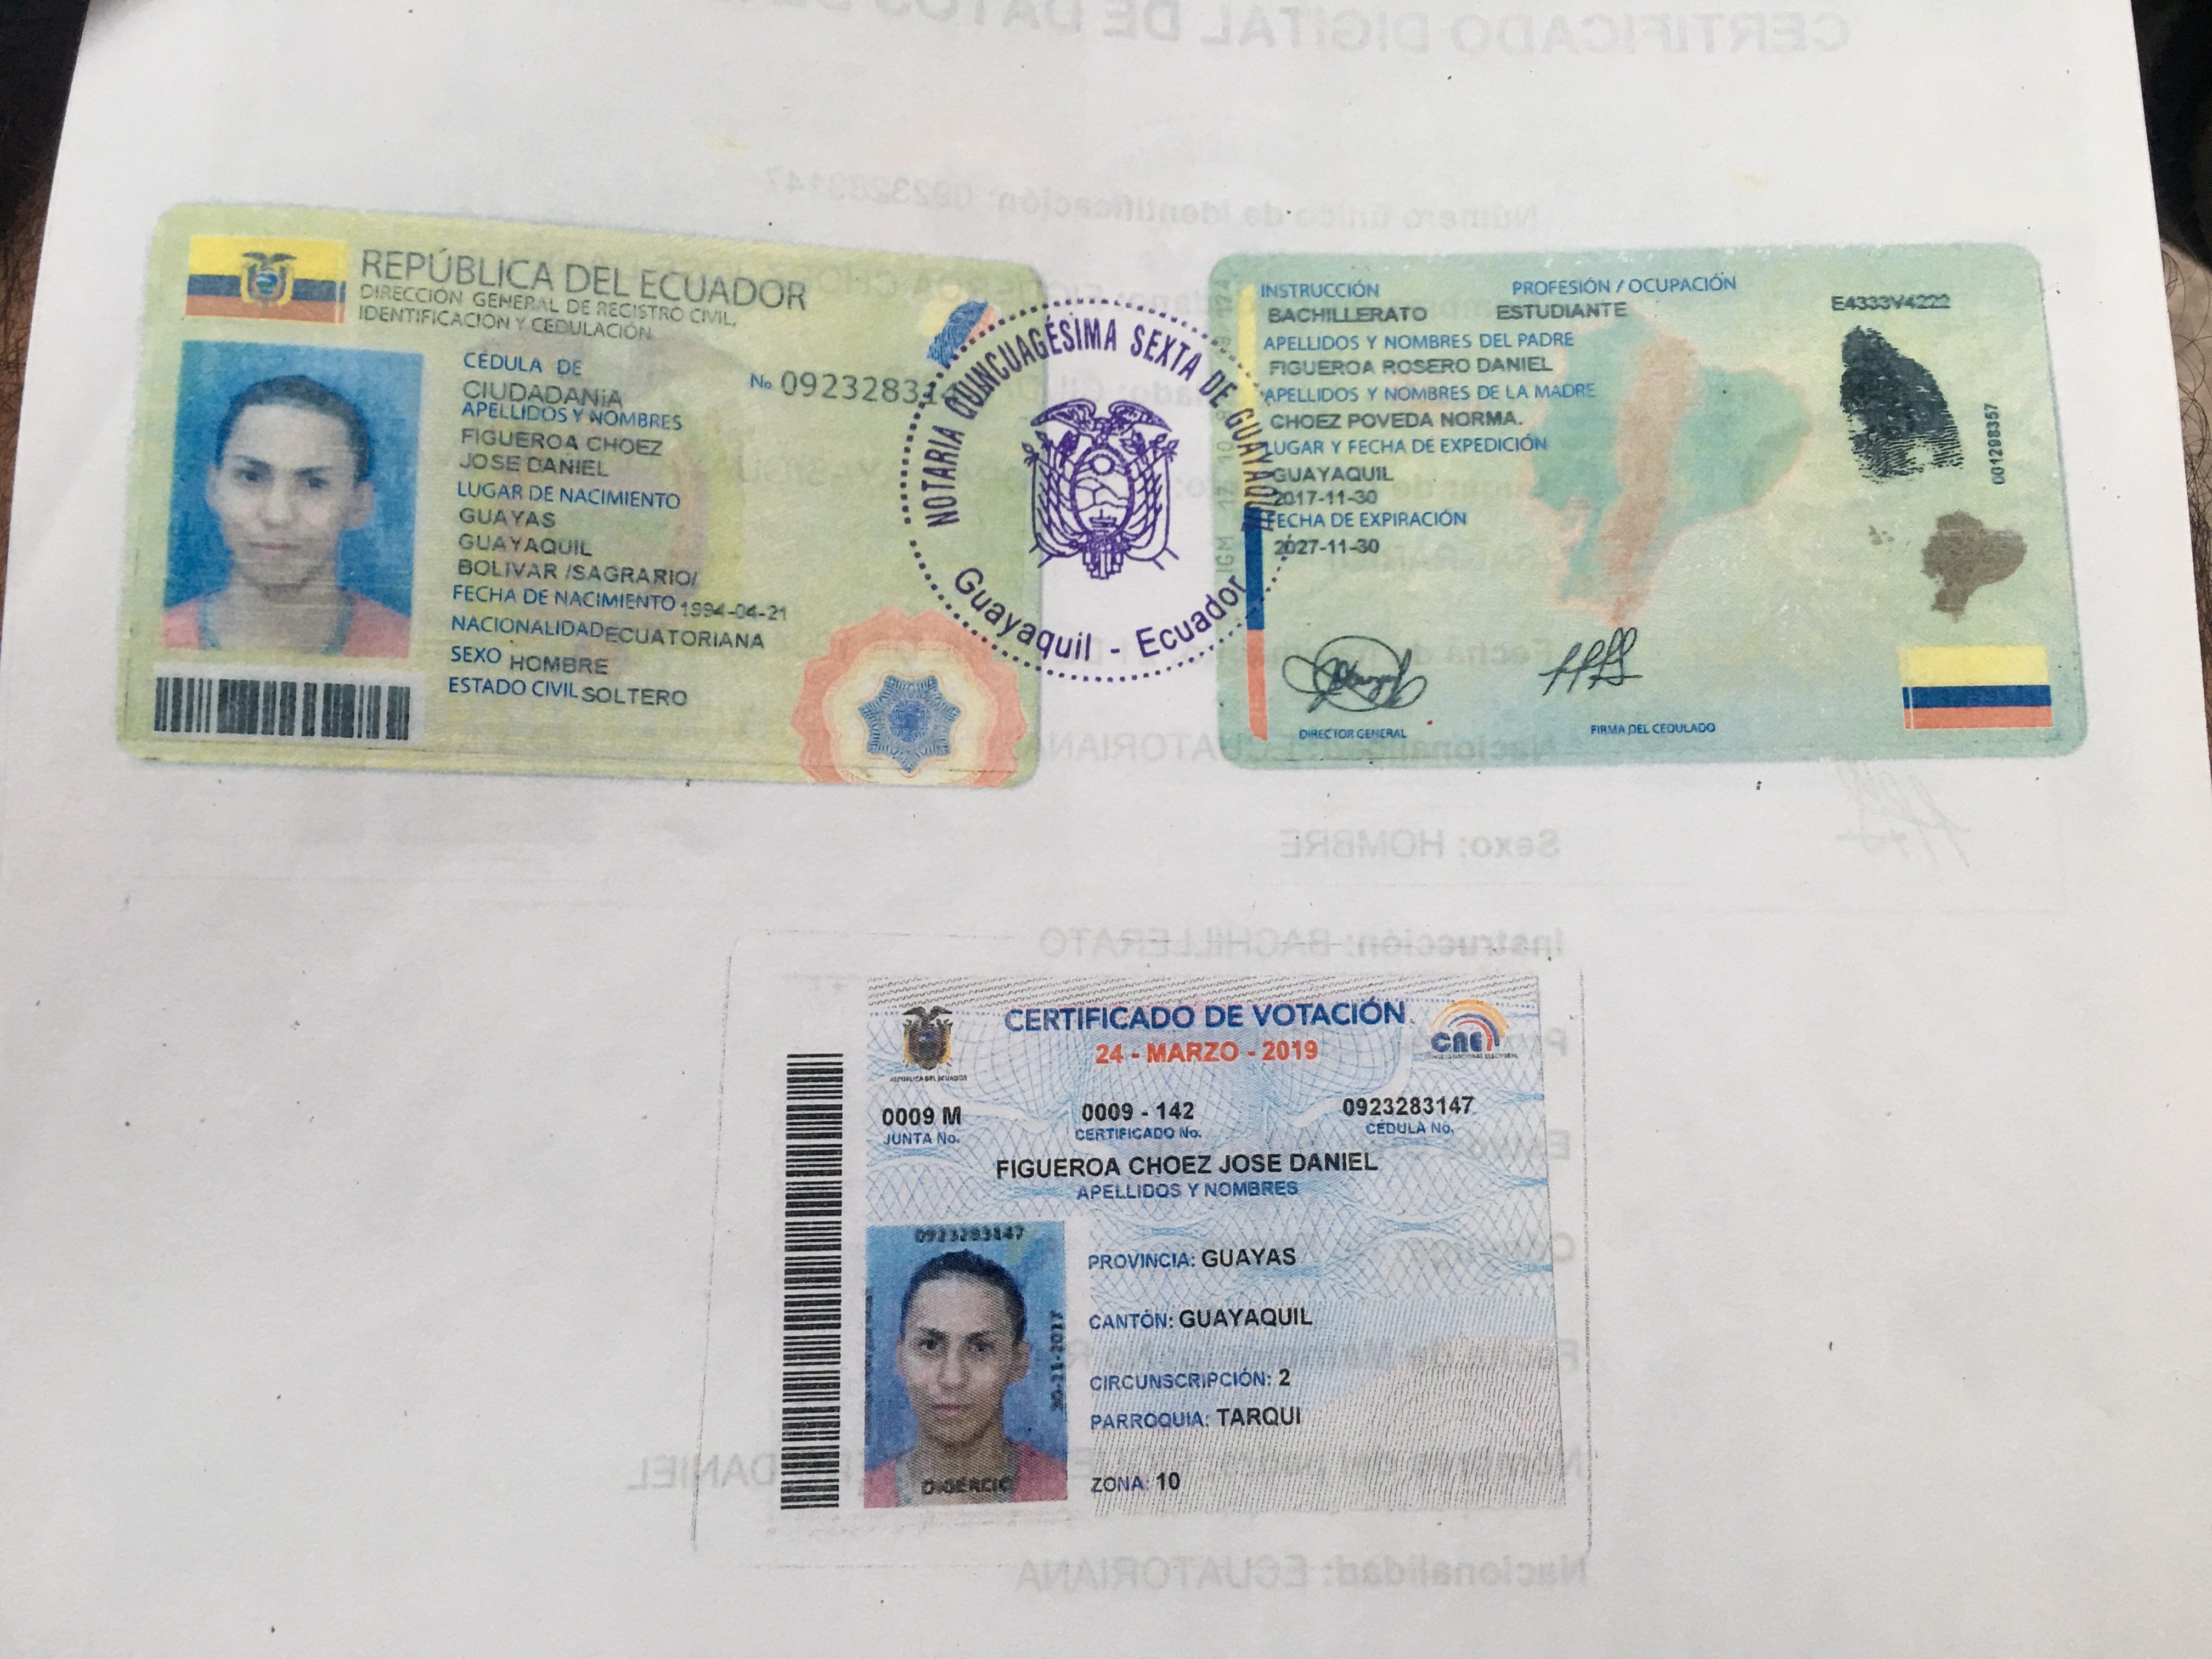 REPÚBLICA DEL ECUADOR
DIRECCIÓN GENERAL DE REGISTRO CIVIL,
IDENTIFICACIÓN Y CEDULACIÓN
CÉDULA DE
CIUDADANÍA
No 092328314
APELLIDOS Y NOMBRES
FIGUEROA CHOEZ
JOSE DANIEL
LUGAR DE NACIMIENTO
GUAYAS
GUAYAQUIL
BOLIVAR /SAGRARIO/
FECHA DE NACIMIENTO 1994-04-21
NACIONALIDAD ECUATORIANA
SEXO HOMBRE
ESTADO CIVIL SOLTERO
NOTARIA QUINCUAGÉSIMA SEXTA DE GUAYAQUIL
Guayaquil - Ecuador
IGM 17 10
INSTRUCCIÓN PROFESIÓN / OCUPACIÓN
BACHILLERATO ESTUDIANTE E4333V4222
APELLIDOS Y NOMBRES DEL PADRE
FIGUEROA ROSERO DANIEL
APELLIDOS Y NOMBRES DE LA MADRE
CHOEZ POVEDA NORMA.
LUGAR Y FECHA DE EXPEDICIÓN
GUAYAQUIL
2017-11-30
FECHA DE EXPIRACIÓN
2027-11-30
001298357
DIRECTOR GENERAL FIRMA DEL CEDULADO
CERTIFICADO DE VOTACIÓN
24 - MARZO - 2019
CNE
REPÚBLICA DEL ECUADOR
0009 M 0009 - 142 0923283147
JUNTA No. CERTIFICADO No. CÉDULA No.
FIGUEROA CHOEZ JOSE DANIEL
APELLIDOS Y NOMBRES
0923283147
30-11-2017
PROVINCIA: GUAYAS
CANTÓN: GUAYAQUIL
CIRCUNSCRIPCIÓN: 2
PARROQUIA: TARQUI
ZONA: 10